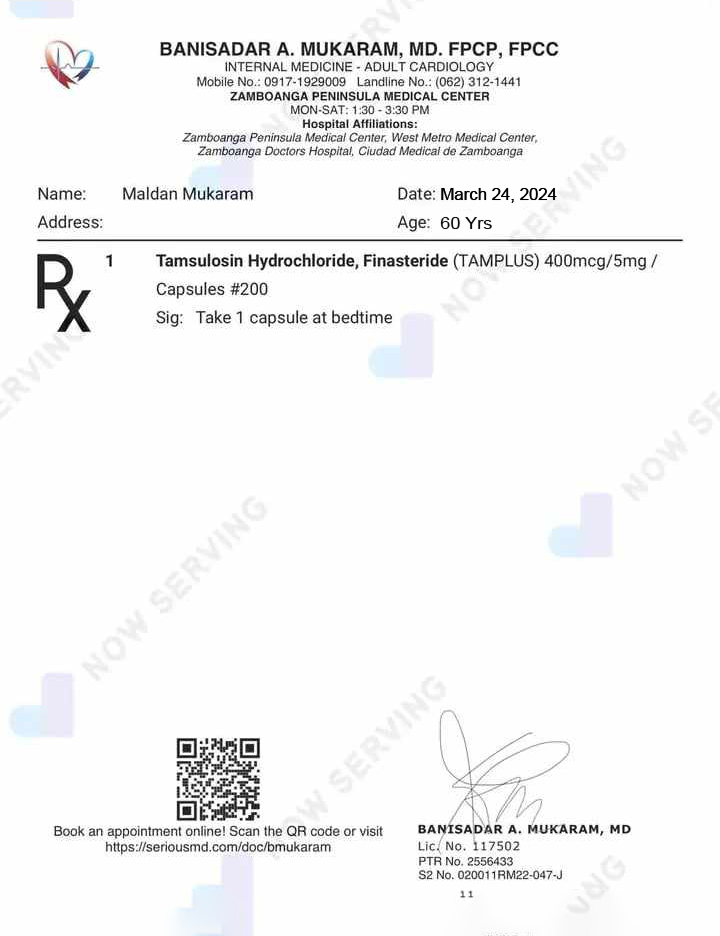 BANISADAR A. MUKARAM, MD. FPCP, FPCC
INTERNAL MEDICINE - ADULT CARDIOLOGY
Mobile No.: 0917-1929009 Landline No.: (062) 312-1441
ZAMBOANGA PENINSULA MEDICAL CENTER
MON-SAT: 1:30 - 3:30 PM
Hospital Affiliations:
Zamboanga Peninsula Medical Center, West Metro Medical Center,
Zamboanga Doctors Hospital, Ciudad Medical de Zamboanga
Name: Maldan Mukaram Date: March 24, 2024
Address: Age: 60 Yrs
Rx 1 Tamsulosin Hydrochloride, Finasteride (TAMPLUS) 400mcg/5mg /
Capsules #200
Sig: Take 1 capsule at bedtime
NOW SERVING
NOW SERVING
NOW SERVING
Book an appointment online! Scan the QR code or visit
https://seriousmd.com/doc/bmukaram
BANISADAR A. MUKARAM, MD
Lic. No. 117502
PTR No. 2556433
S2 No. 020011RM22-047-J
11